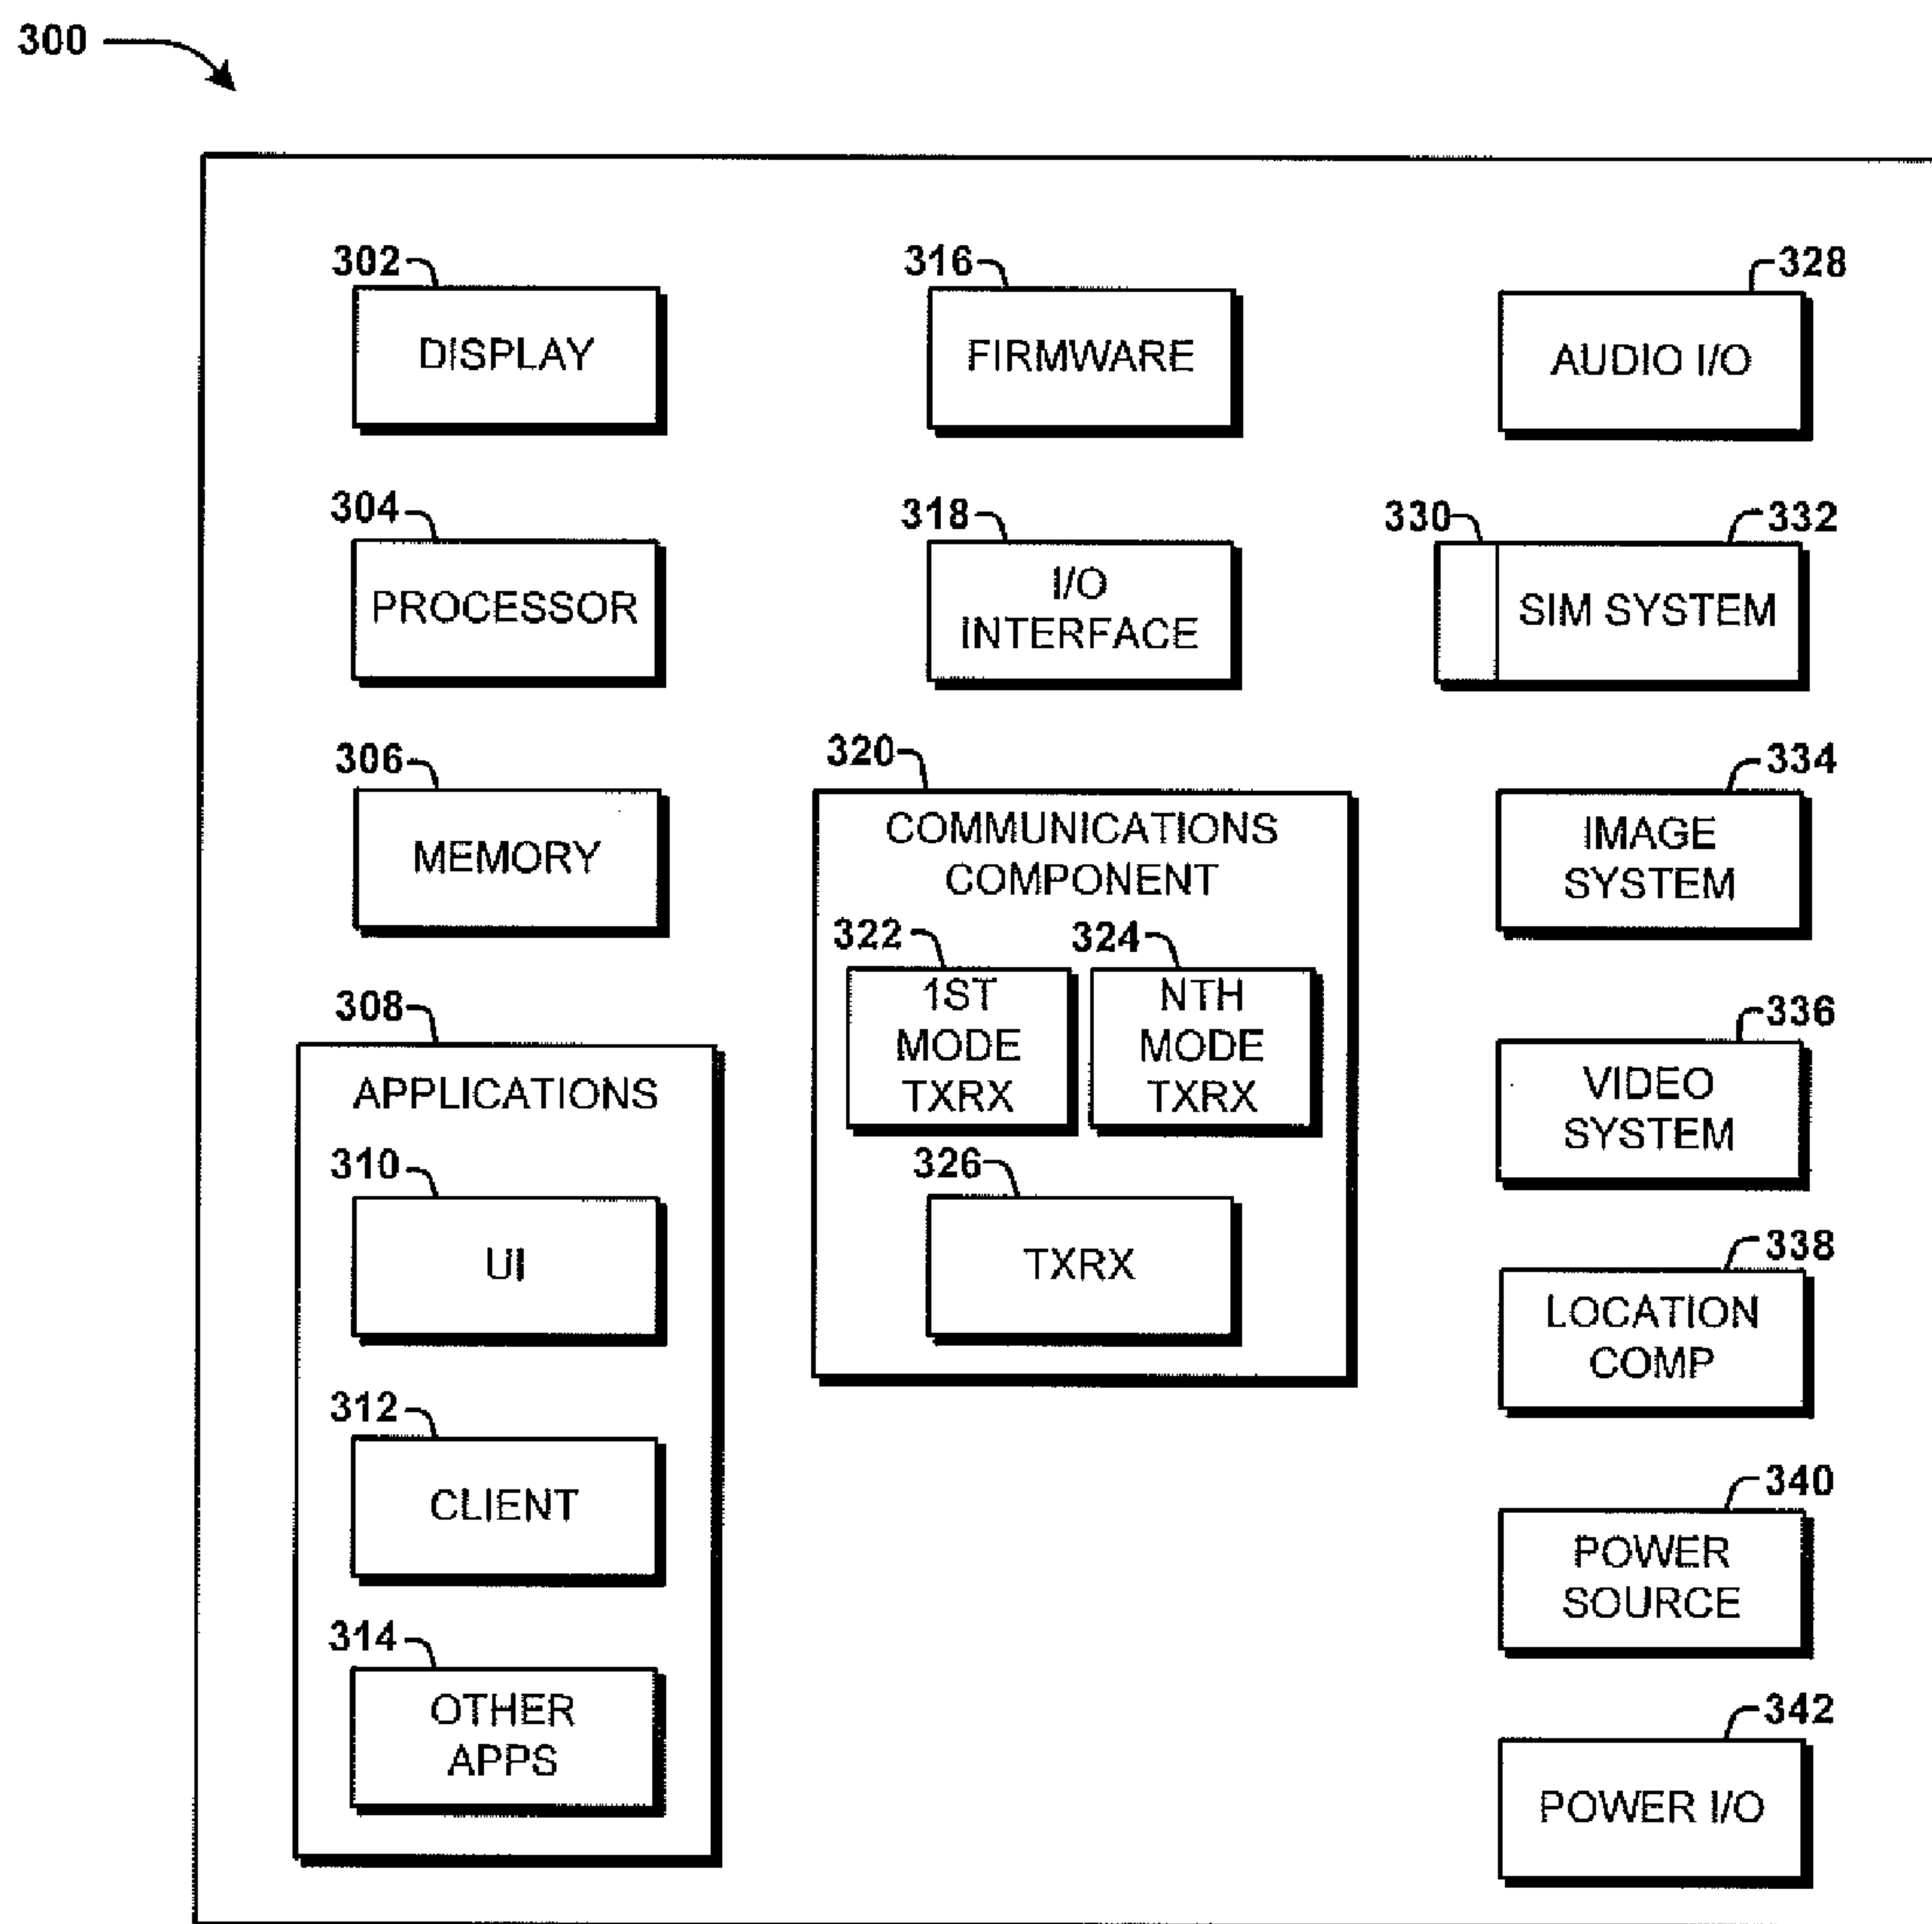 300
302
DISPLAY
304
PROCESSOR
306
MEMORY
308
APPLICATIONS
310
UI
312
CLIENT
314
OTHER
APPS
316
FIRMWARE
318
I/O
INTERFACE
320
COMMUNICATIONS
COMPONENT
322
1ST
MODE
TXRX
324
NTH
MODE
TXRX
326
TXRX
328
AUDIO I/O
330
332
SIM SYSTEM
334
IMAGE
SYSTEM
336
VIDEO
SYSTEM
338
LOCATION
COMP
340
POWER
SOURCE
342
POWER I/O